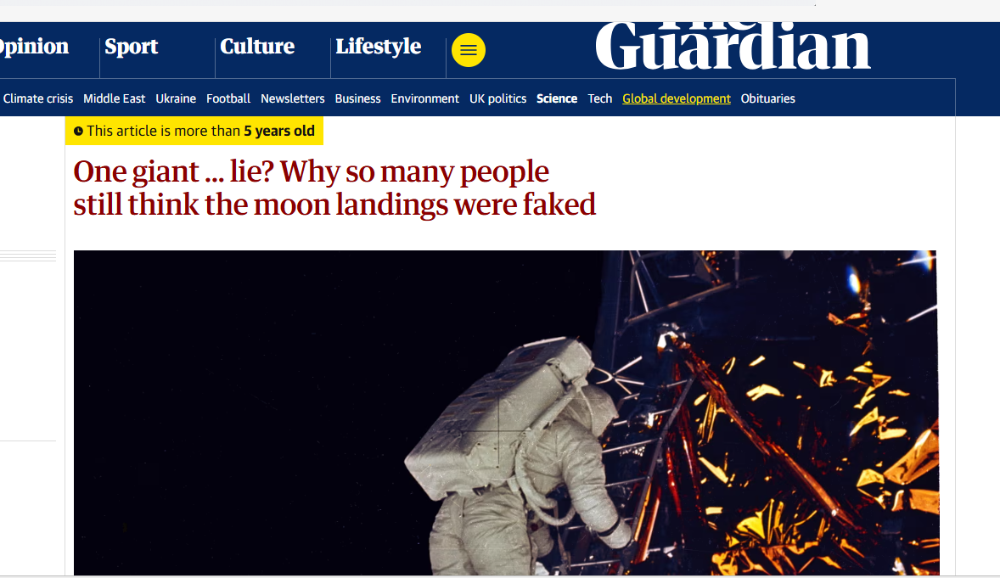 Opinion Sport Culture Lifestyle
The
Guardian
Climate crisis Middle East Ukraine Football Newsletters Business Environment UK politics Science Tech Global development Obituaries
This article is more than 5 years old
One giant ... lie? Why so many people
still think the moon landings were faked